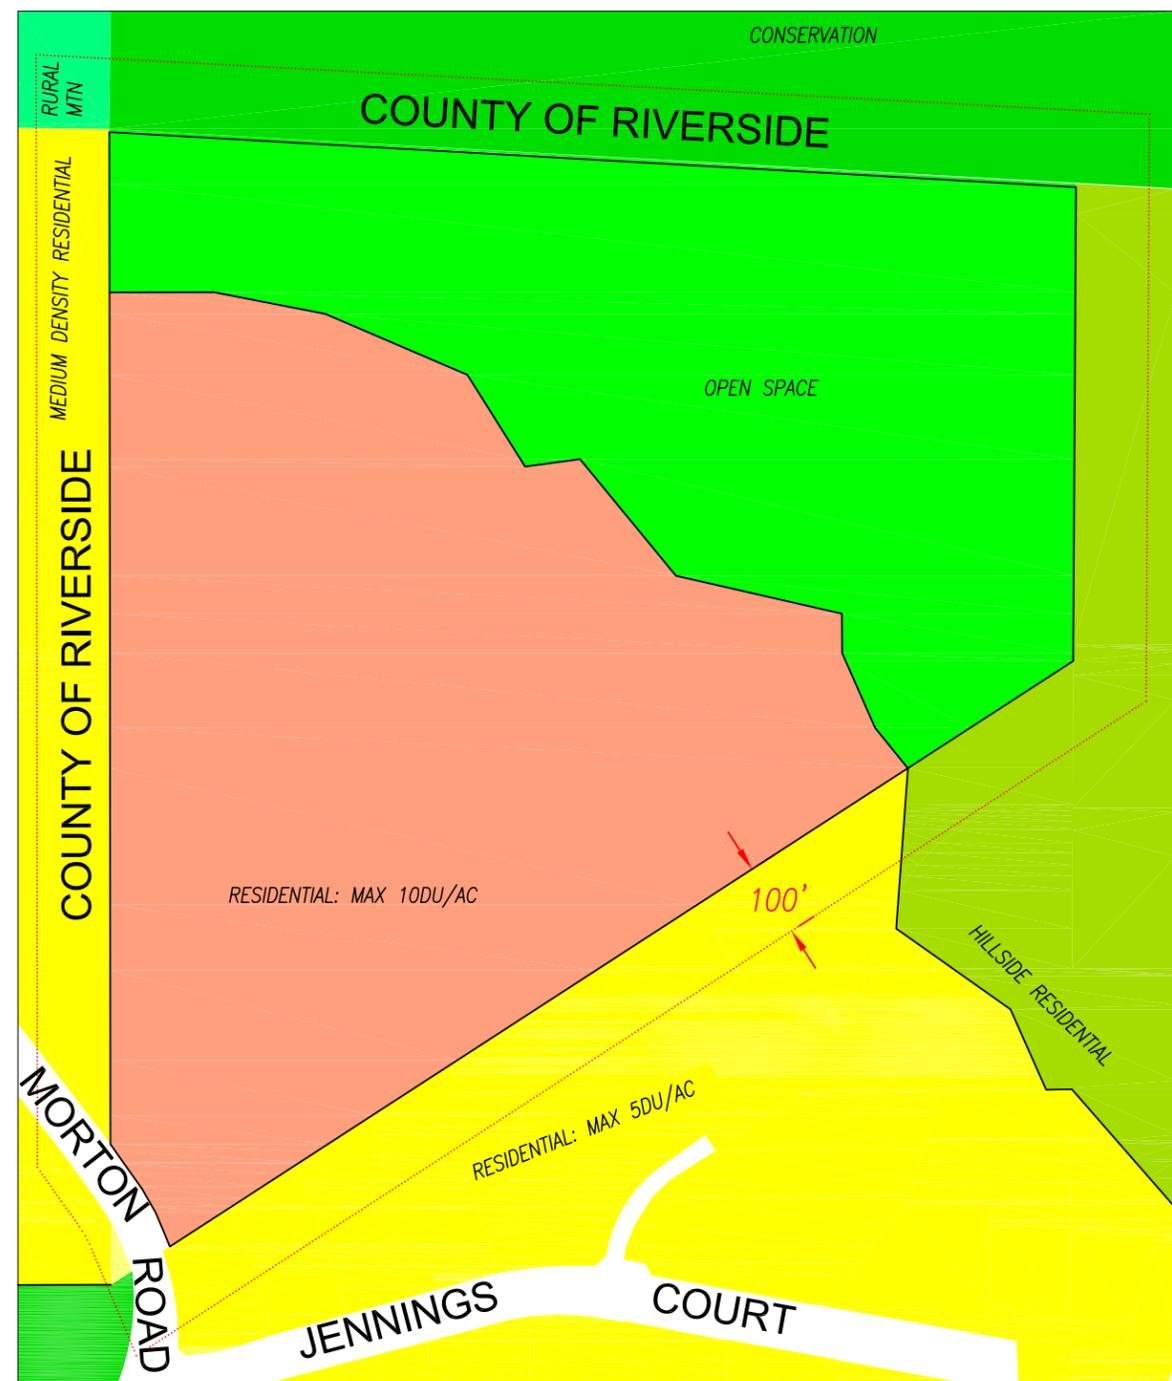 CONSERVATION
RURAL
MTN
COUNTY OF RIVERSIDE
MEDIUM DENSITY RESIDENTIAL
OPEN SPACE
COUNTY OF RIVERSIDE
RESIDENTIAL: MAX 10DU/AC
100'
HILLSIDE RESIDENTIAL
RESIDENTIAL: MAX 5DU/AC
MORTON ROAD
JENNINGS COURT